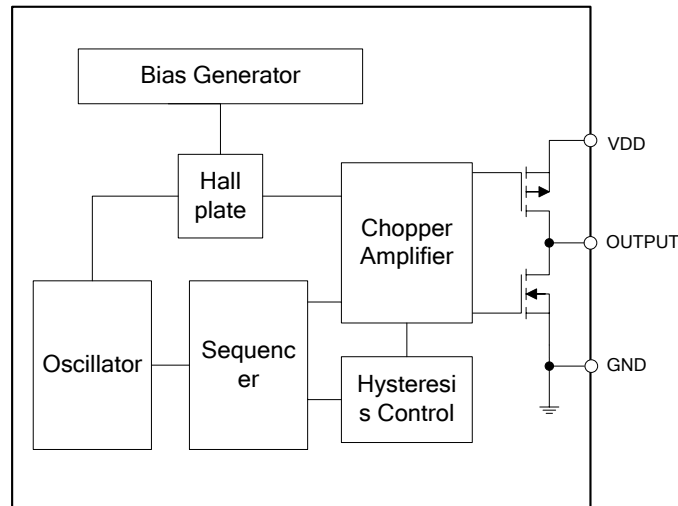 Bias Generator
VDD
Hall
plate
Chopper
Amplifier
OUTPUT
Oscillator
Sequenc
er
Hysteresi
s Control
GND